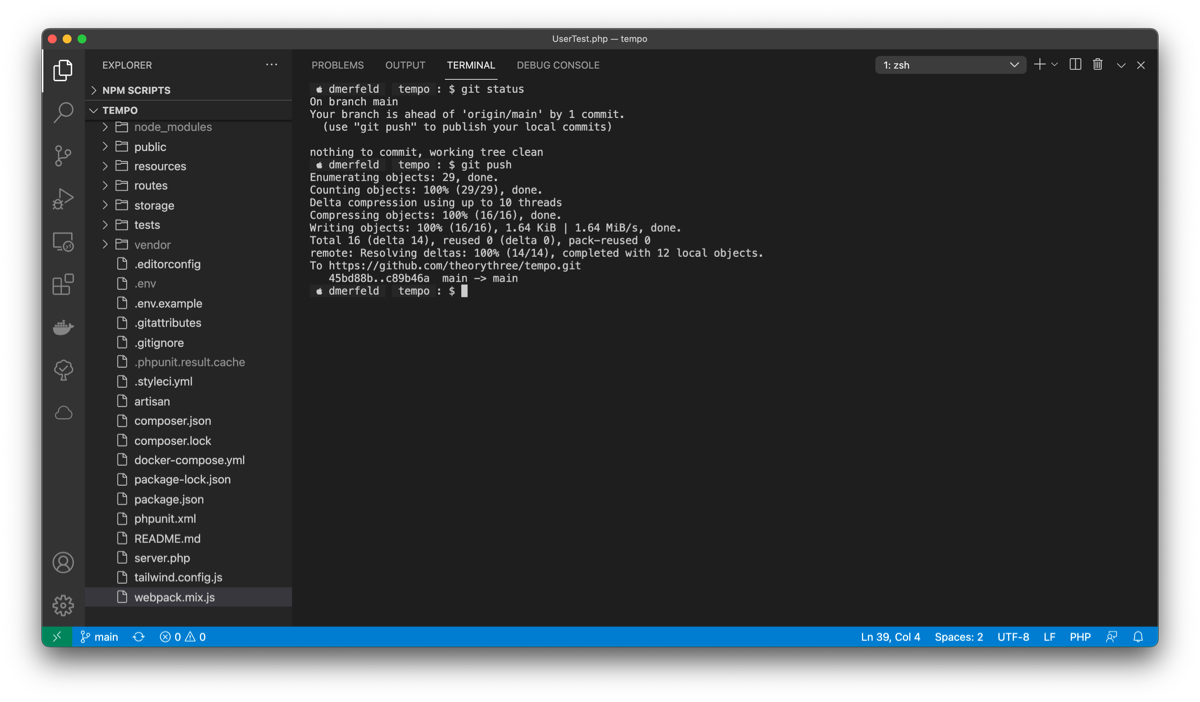 UserTest.php — tempo
EXPLORER
NPM SCRIPTS
TEMPO
node_modules
public
resources
routes
storage
tests
vendor
.editorconfig
.env
.env.example
.gitattributes
.gitignore
.phpunit.result.cache
.styleci.yml
artisan
composer.json
composer.lock
docker-compose.yml
package-lock.json
package.json
phpunit.xml
README.md
server.php
tailwind.config.js
webpack.mix.js
PROBLEMS OUTPUT TERMINAL DEBUG CONSOLE
1: zsh
dmerfeld tempo : $ git status
On branch main
Your branch is ahead of 'origin/main' by 1 commit.
(use "git push" to publish your local commits)
nothing to commit, working tree clean
dmerfeld tempo : $ git push
Enumerating objects: 29, done.
Counting objects: 100% (29/29), done.
Delta compression using up to 10 threads
Compressing objects: 100% (16/16), done.
Writing objects: 100% (16/16), 1.64 KiB | 1.64 MiB/s, done.
Total 16 (delta 14), reused 0 (delta 0), pack-reused 0
remote: Resolving deltas: 100% (14/14), completed with 12 local objects.
To https://github.com/theorythree/tempo.git
45bd88b..c89b46a main -> main
dmerfeld tempo : $
main 0 0
Ln 39, Col 4 Spaces: 2 UTF-8 LF PHP